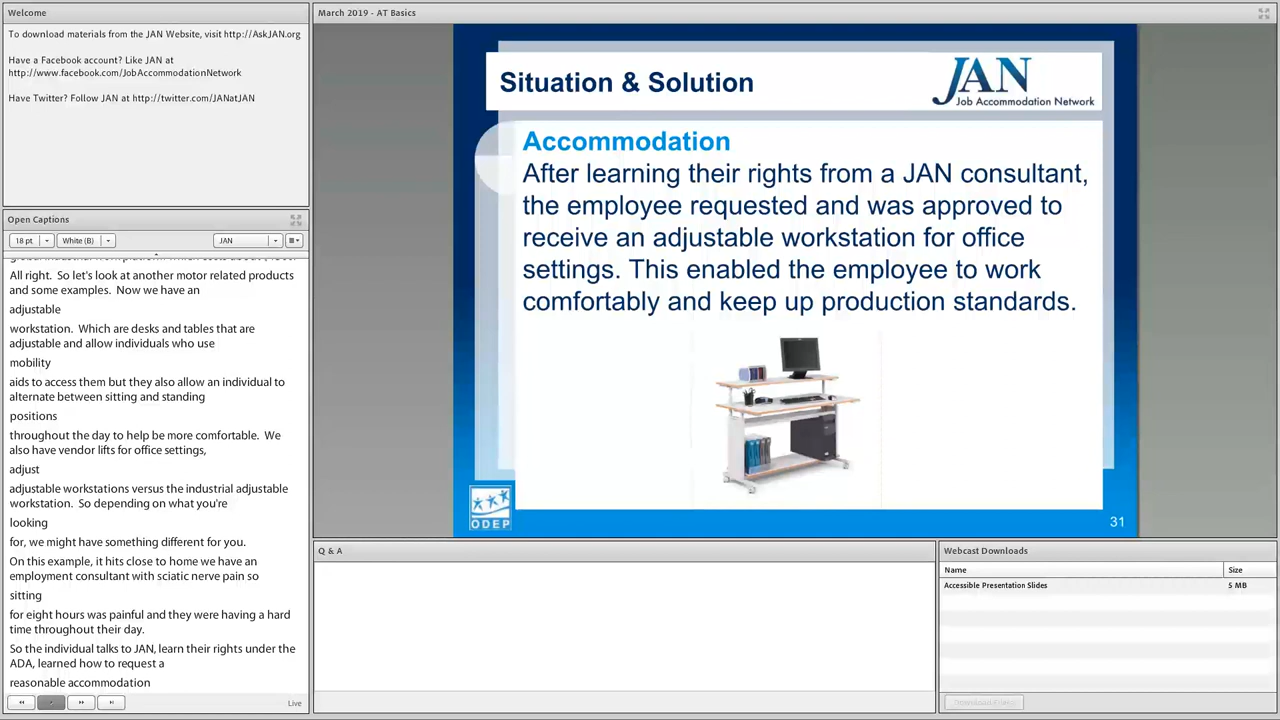 Welcome
To download materials from the JAN Website, visit http://AskJAN.org
Have a Facebook account? Like JAN at
http://www.facebook.com/JobAccommodationNetwork
Have Twitter? Follow JAN at http://twitter.com/JANatJAN
Open Captions
18 pt
White (B)
JAN
All right. So let's look at another motor related products
and some examples. Now we have an
adjustable
workstation. Which are desks and tables that are
adjustable and allow individuals who use
mobility
aids to access them but they also allow an individual to
alternate between sitting and standing
positions
throughout the day to help be more comfortable. We
also have vendor lifts for office settings,
adjust
adjustable workstations versus the industrial adjustable
workstation. So depending on what you're
looking
for, we might have something different for you.
On this example, it hits close to home we have an
employment consultant with sciatic nerve pain so
sitting
for eight hours was painful and they were having a hard
time throughout their day.
So the individual talks to JAN, learn their rights under the
ADA, learned how to request a
reasonable accommodation
Live
March 2019 - AT Basics
Situation & Solution
JAN
Job Accommodation Network
Accommodation
After learning their rights from a JAN consultant,
the employee requested and was approved to
receive an adjustable workstation for office
settings. This enabled the employee to work
comfortably and keep up production standards.
ODEP
31
Q & A
Webcast Downloads
Name
Size
Accessible Presentation Slides
5 MB